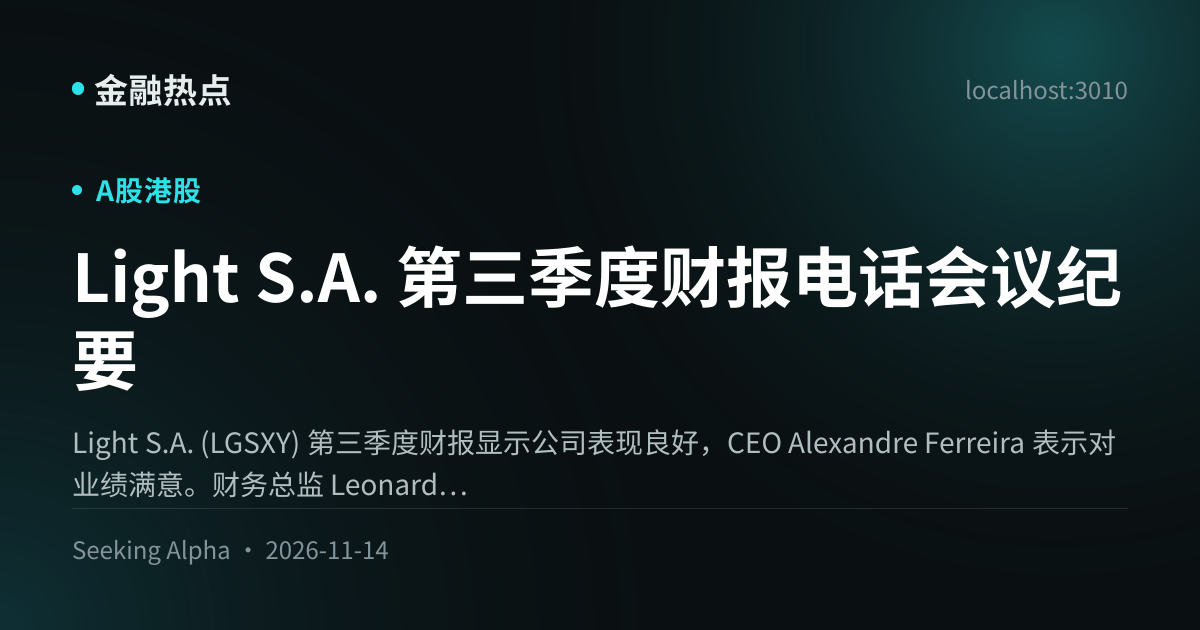 金融热点
localhost:3010
A股港股
Light S.A. 第三季度财报电话会议纪
要
Light S.A. (LGSXY) 第三季度财报显示公司表现良好，CEO Alexandre Ferreira 表示对
业绩满意。财务总监 Leonard…
Seeking Alpha · 2026-11-14